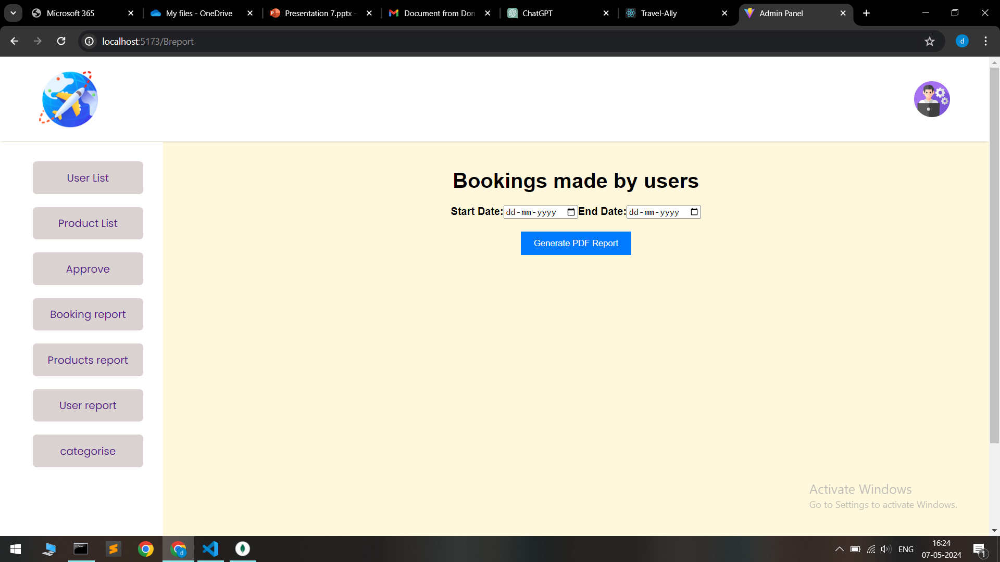 Microsoft 365
My files - OneDrive
Presentation 7.pptx -
Document from Don
ChatGPT
Travel-Ally
Admin Panel
localhost:5173/Breport
d
User List
Product List
Approve
Booking report
Products report
User report
categorise
Bookings made by users
Start Date: dd-mm-yyyy End Date: dd-mm-yyyy
Generate PDF Report
Activate Windows
Go to Settings to activate Windows.
d
ENG
16:24
07-05-2024
1